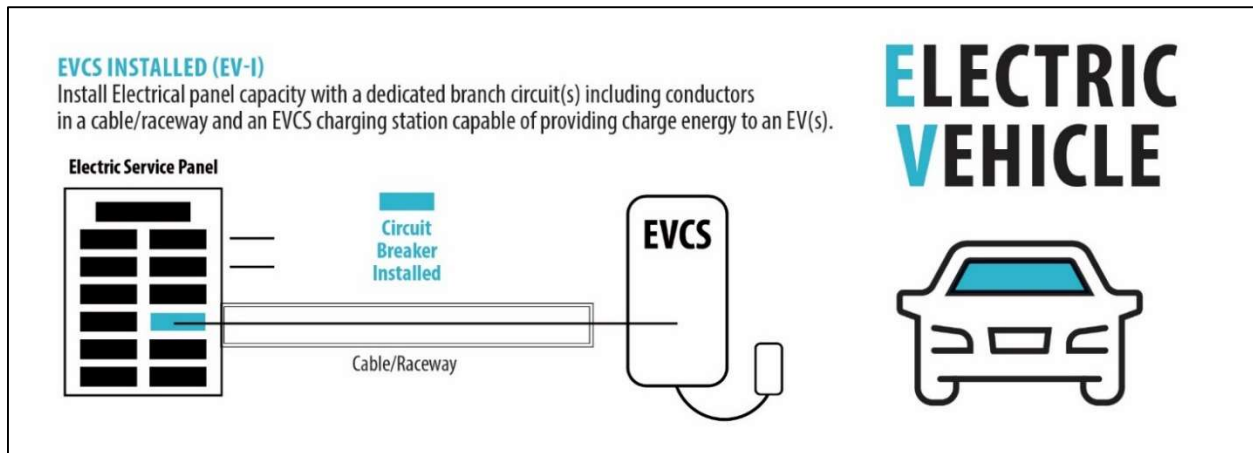 EVCS INSTALLED (EV-I)
Install Electrical panel capacity with a dedicated branch circuit(s) including conductors
in a cable/raceway and an EVCS charging station capable of providing charge energy to an EV(s).
Electric Service Panel
Circuit
Breaker
Installed
EVCS
Cable/Raceway
ELECTRIC
VEHICLE